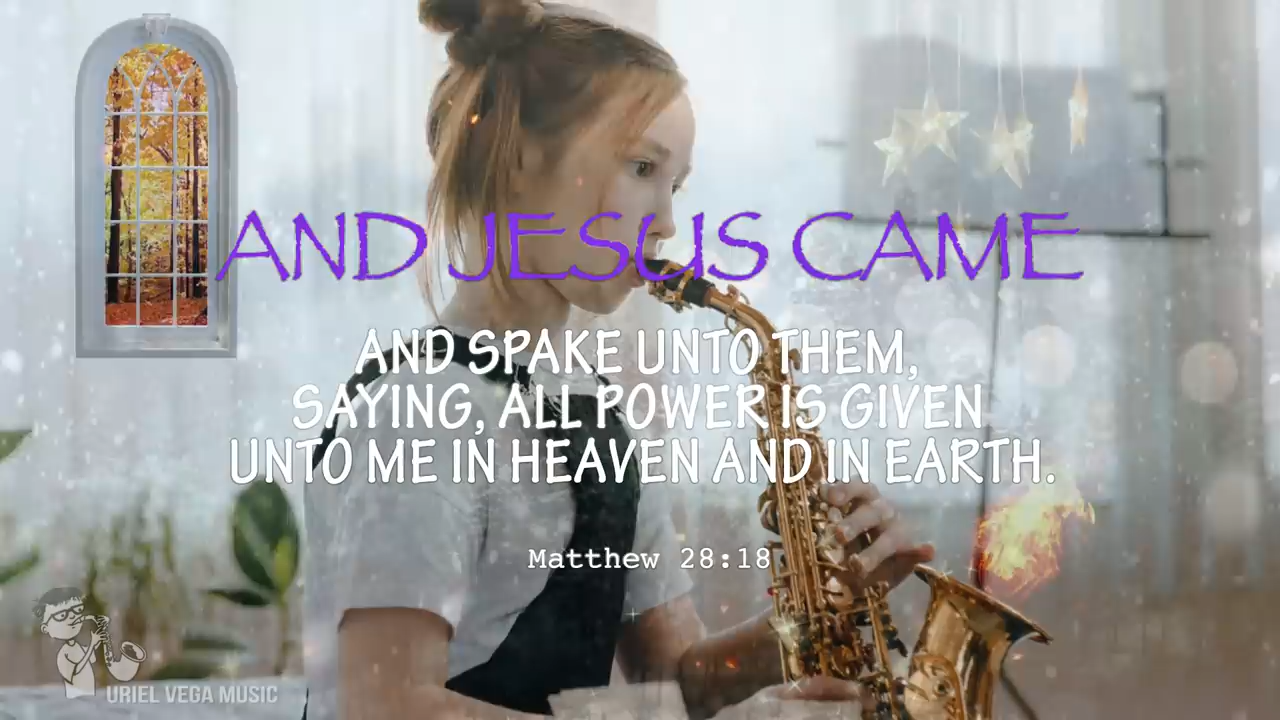 AND JESUS CAME
AND SPAKE UNTO THEM,
SAYING, ALL POWER IS GIVEN
UNTO ME IN HEAVEN AND IN EARTH.
Matthew 28:18
URIEL VEGA MUSIC